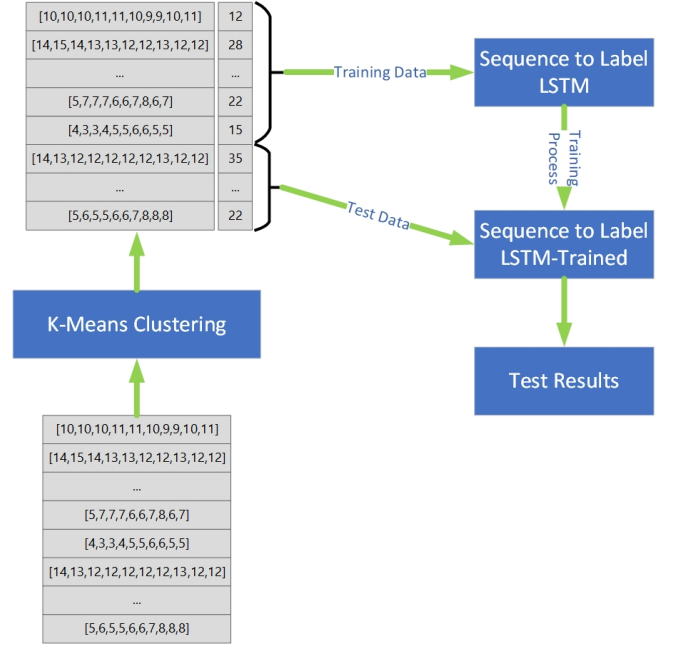 [10,10,10,11,11,10,9,9,10,11] 12
[14,15,14,13,13,12,12,13,12,12] 28
... ...
[5,7,7,7,6,6,7,8,6,7] 22
[4,3,3,4,5,5,6,6,5,5] 15
[14,13,12,12,12,12,12,13,12,12] 35
... ...
[5,6,5,5,6,6,7,8,8,8] 22
Training Data
Sequence to Label
LSTM
Training
Process
Test Data
Sequence to Label
LSTM-Trained
K-Means Clustering
Test Results
[10,10,10,11,11,10,9,9,10,11]
[14,15,14,13,13,12,12,13,12,12]
...
[5,7,7,7,6,6,7,8,6,7]
[4,3,3,4,5,5,6,6,5,5]
[14,13,12,12,12,12,12,13,12,12]
...
[5,6,5,5,6,6,7,8,8,8]